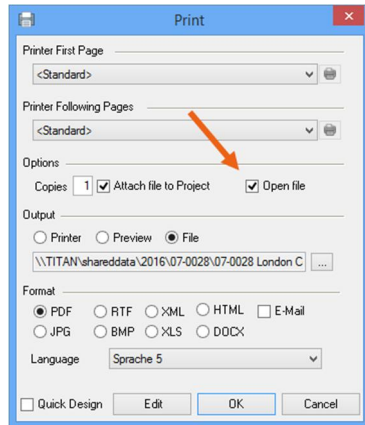 Print
Printer First Page
<Standard>
Printer Following Pages
<Standard>
Options
Copies 1 Attach file to Project Open file
Output
Printer Preview File
\\TITAN\shareddata\2016\07-0028\07-0028 London C ...
Format
PDF RTF XML HTML E-Mail
JPG BMP XLS DOCX
Language Sprache 5
Quick Design Edit OK Cancel